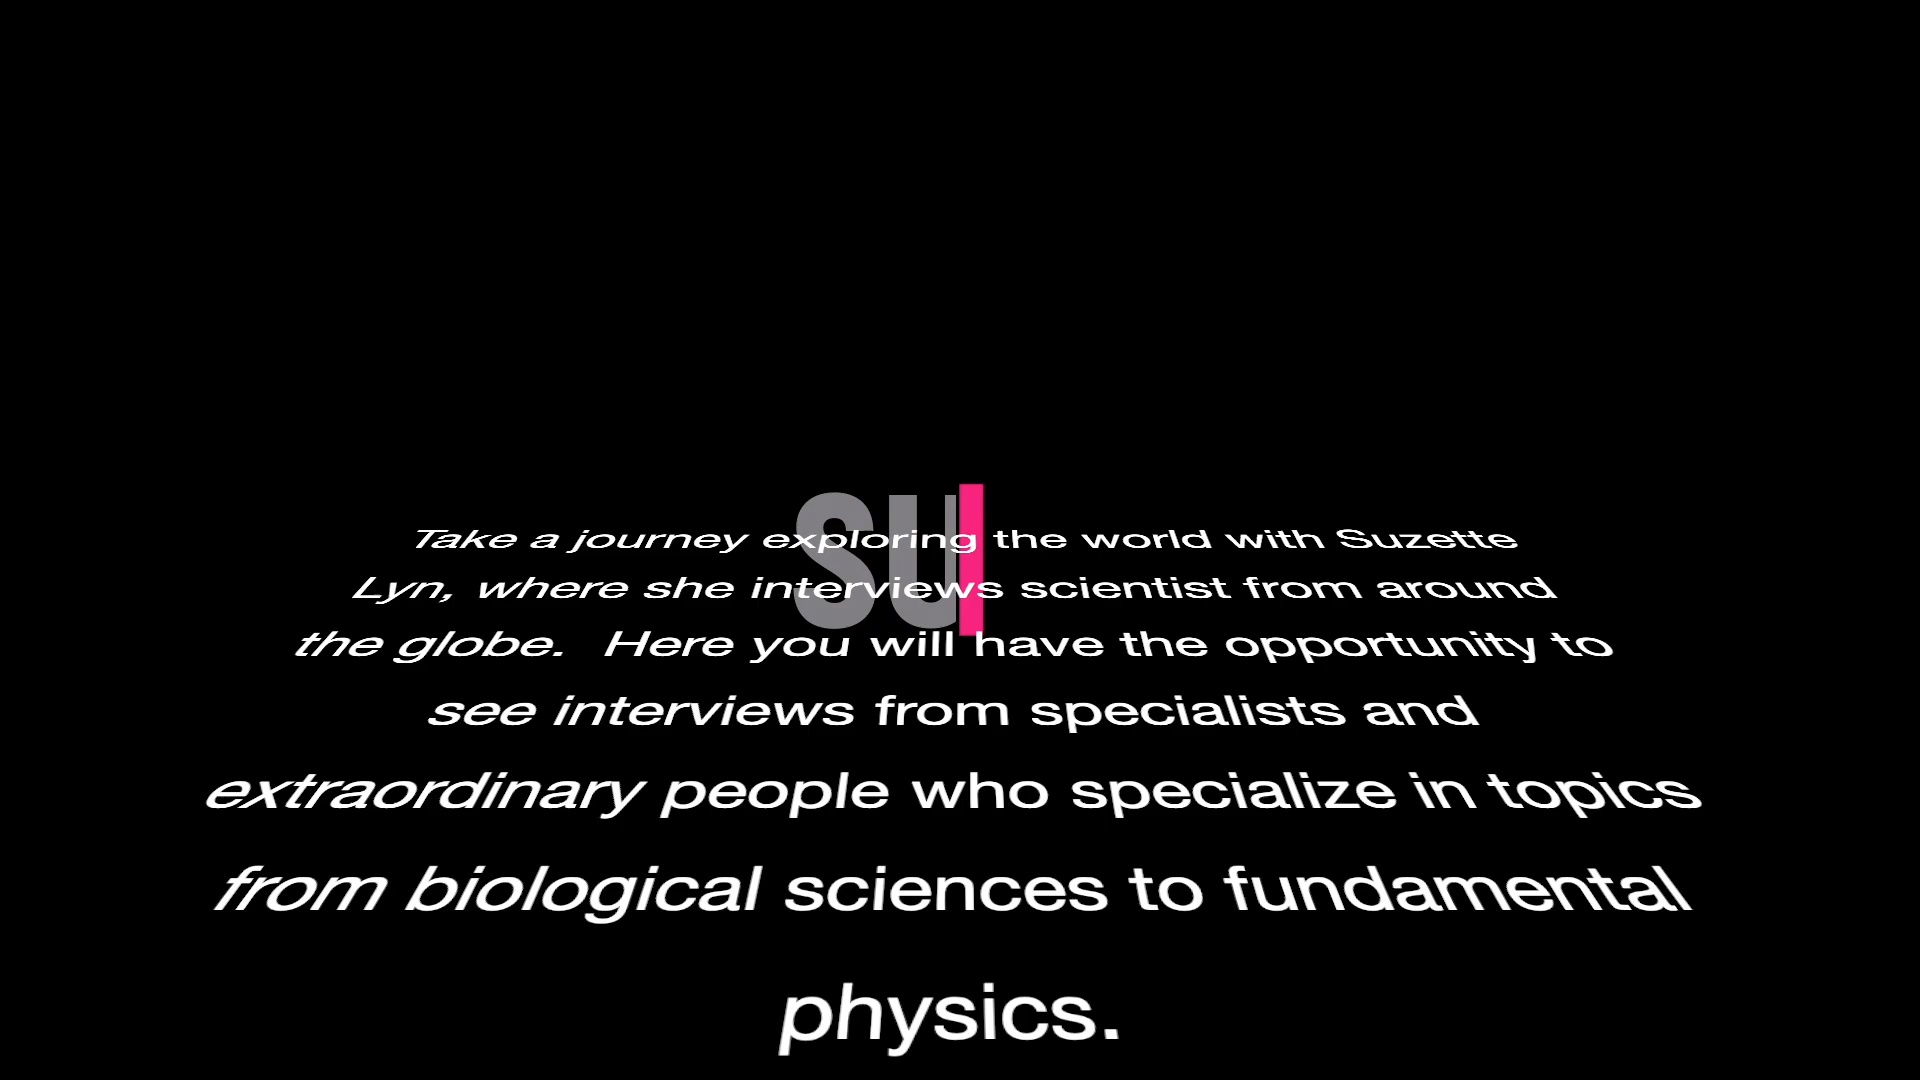 SU
Take a journey exploring the world with Suzette
Lyn, where she interviews scientist from around
the globe.  Here you will have the opportunity to
see interviews from specialists and
extraordinary people who specialize in topics
from biological sciences to fundamental
physics.